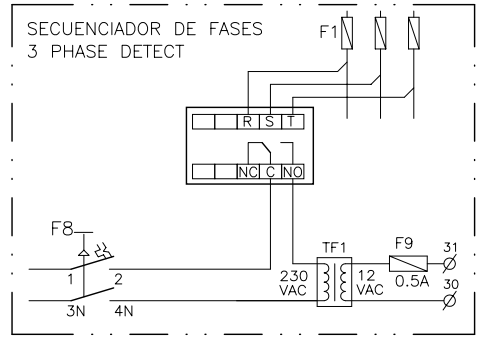 SECUENCIADOR DE FASES
3 PHASE DETECT
F1
R S T
NC C NO
F8
1 2
3N 4N
TF1
230 VAC
12 VAC
F9
0.5A
31
30